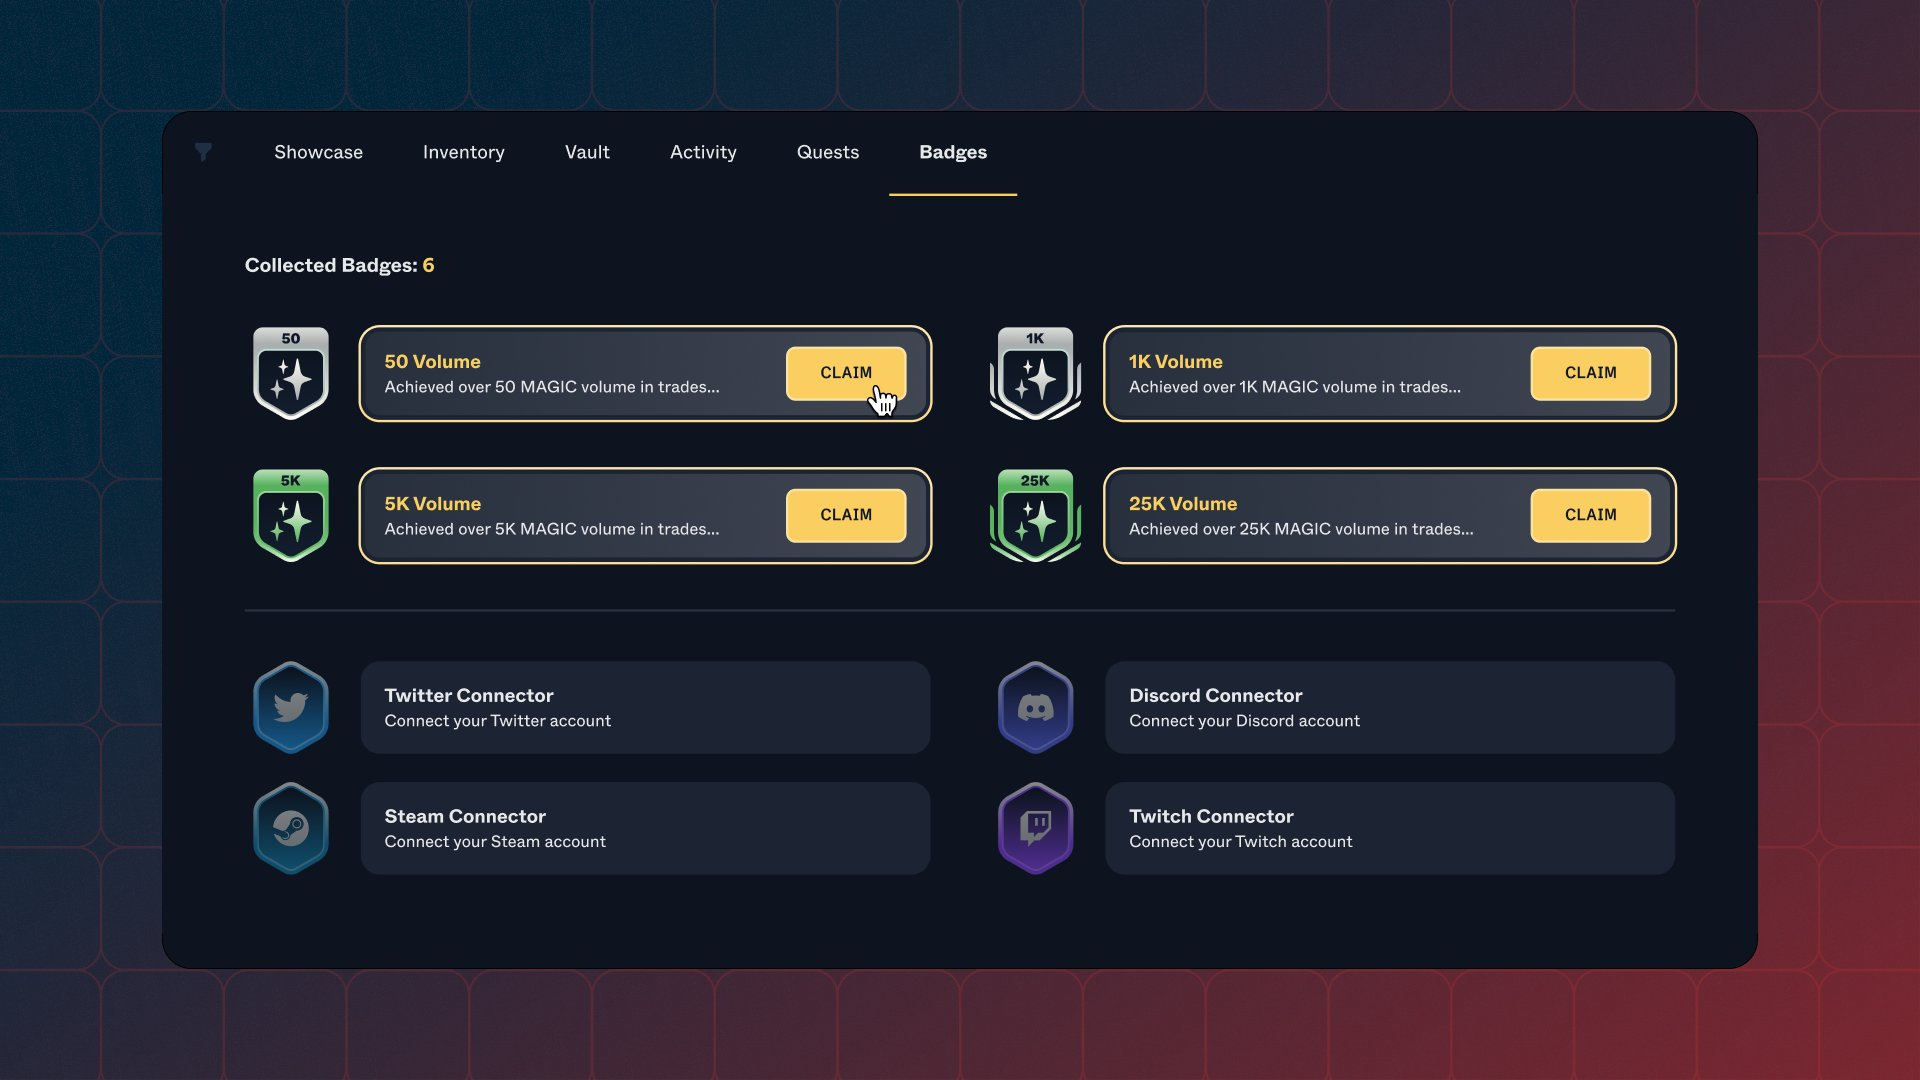 Showcase Inventory Vault Activity Quests Badges
Collected Badges: 6
50
50 Volume
Achieved over 50 MAGIC volume in trades...
CLAIM
1K
1K Volume
Achieved over 1K MAGIC volume in trades...
CLAIM
5K
5K Volume
Achieved over 5K MAGIC volume in trades...
CLAIM
25K
25K Volume
Achieved over 25K MAGIC volume in trades...
CLAIM
Twitter Connector
Connect your Twitter account
Discord Connector
Connect your Discord account
Steam Connector
Connect your Steam account
Twitch Connector
Connect your Twitch account